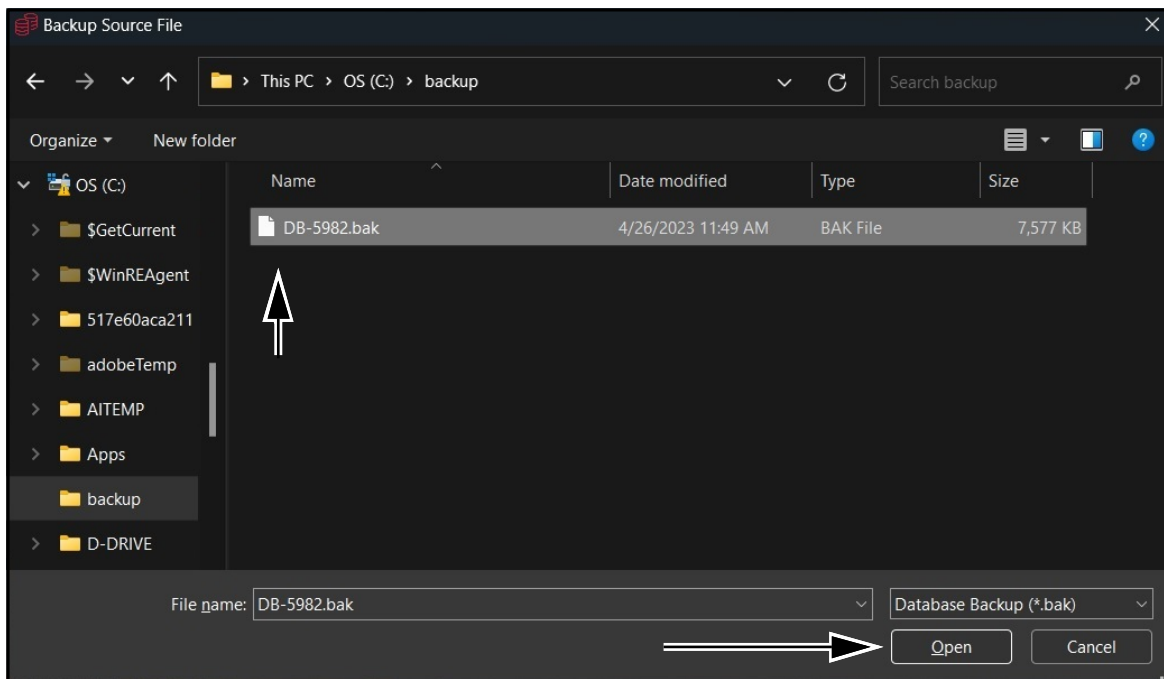 Backup Source File
This PC > OS (C:) > backup
Search backup
Organize
New folder
OS (C:)
$GetCurrent
$WinREAgent
517e60aca211
adobeTemp
AITEMP
Apps
backup
D-DRIVE
Name Date modified Type Size
DB-5982.bak 4/26/2023 11:49 AM BAK File 7,577 KB
File name: DB-5982.bak Database Backup (*.bak)
Open Cancel